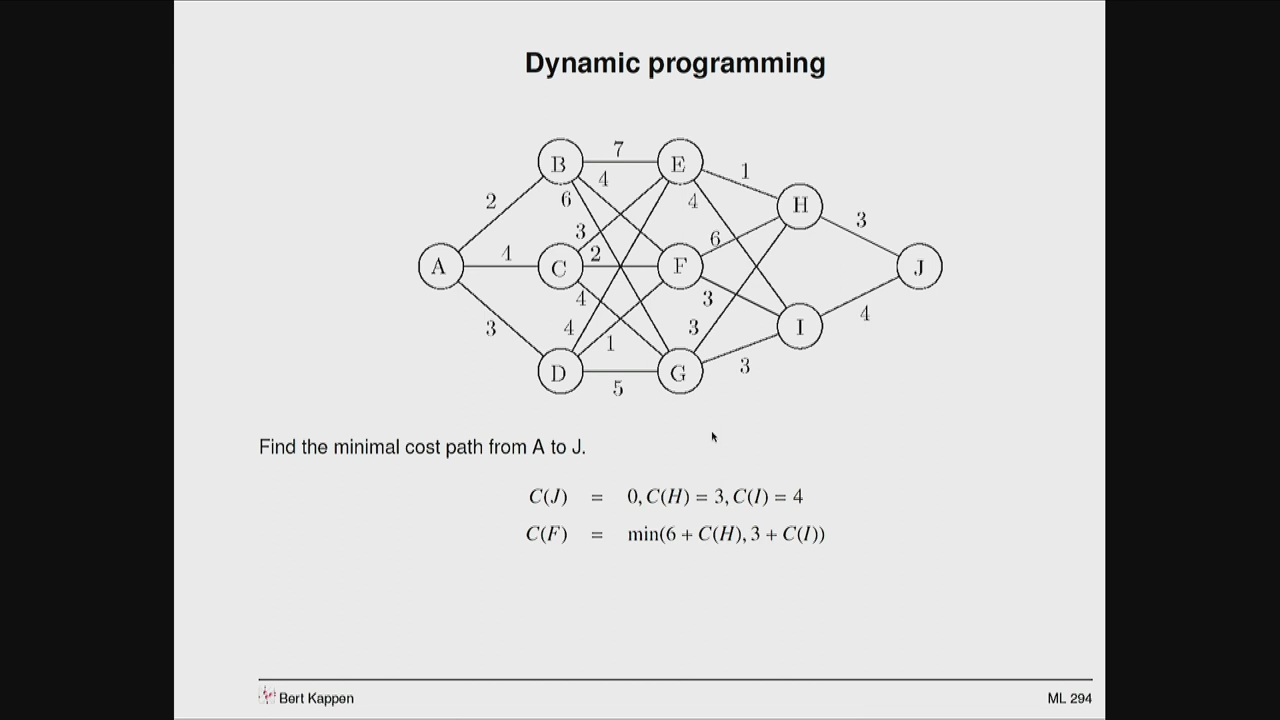 Dynamic programming
B 7 E
4 1
2 6 4 H
3 6 3
A 4 C 2 F J
4 3
3 4 1 3 I 4
D 5 G 3
Find the minimal cost path from A to J.
C(J) = 0, C(H) = 3, C(I) = 4
C(F) = min(6 + C(H), 3 + C(I))
Bert Kappen ML 294